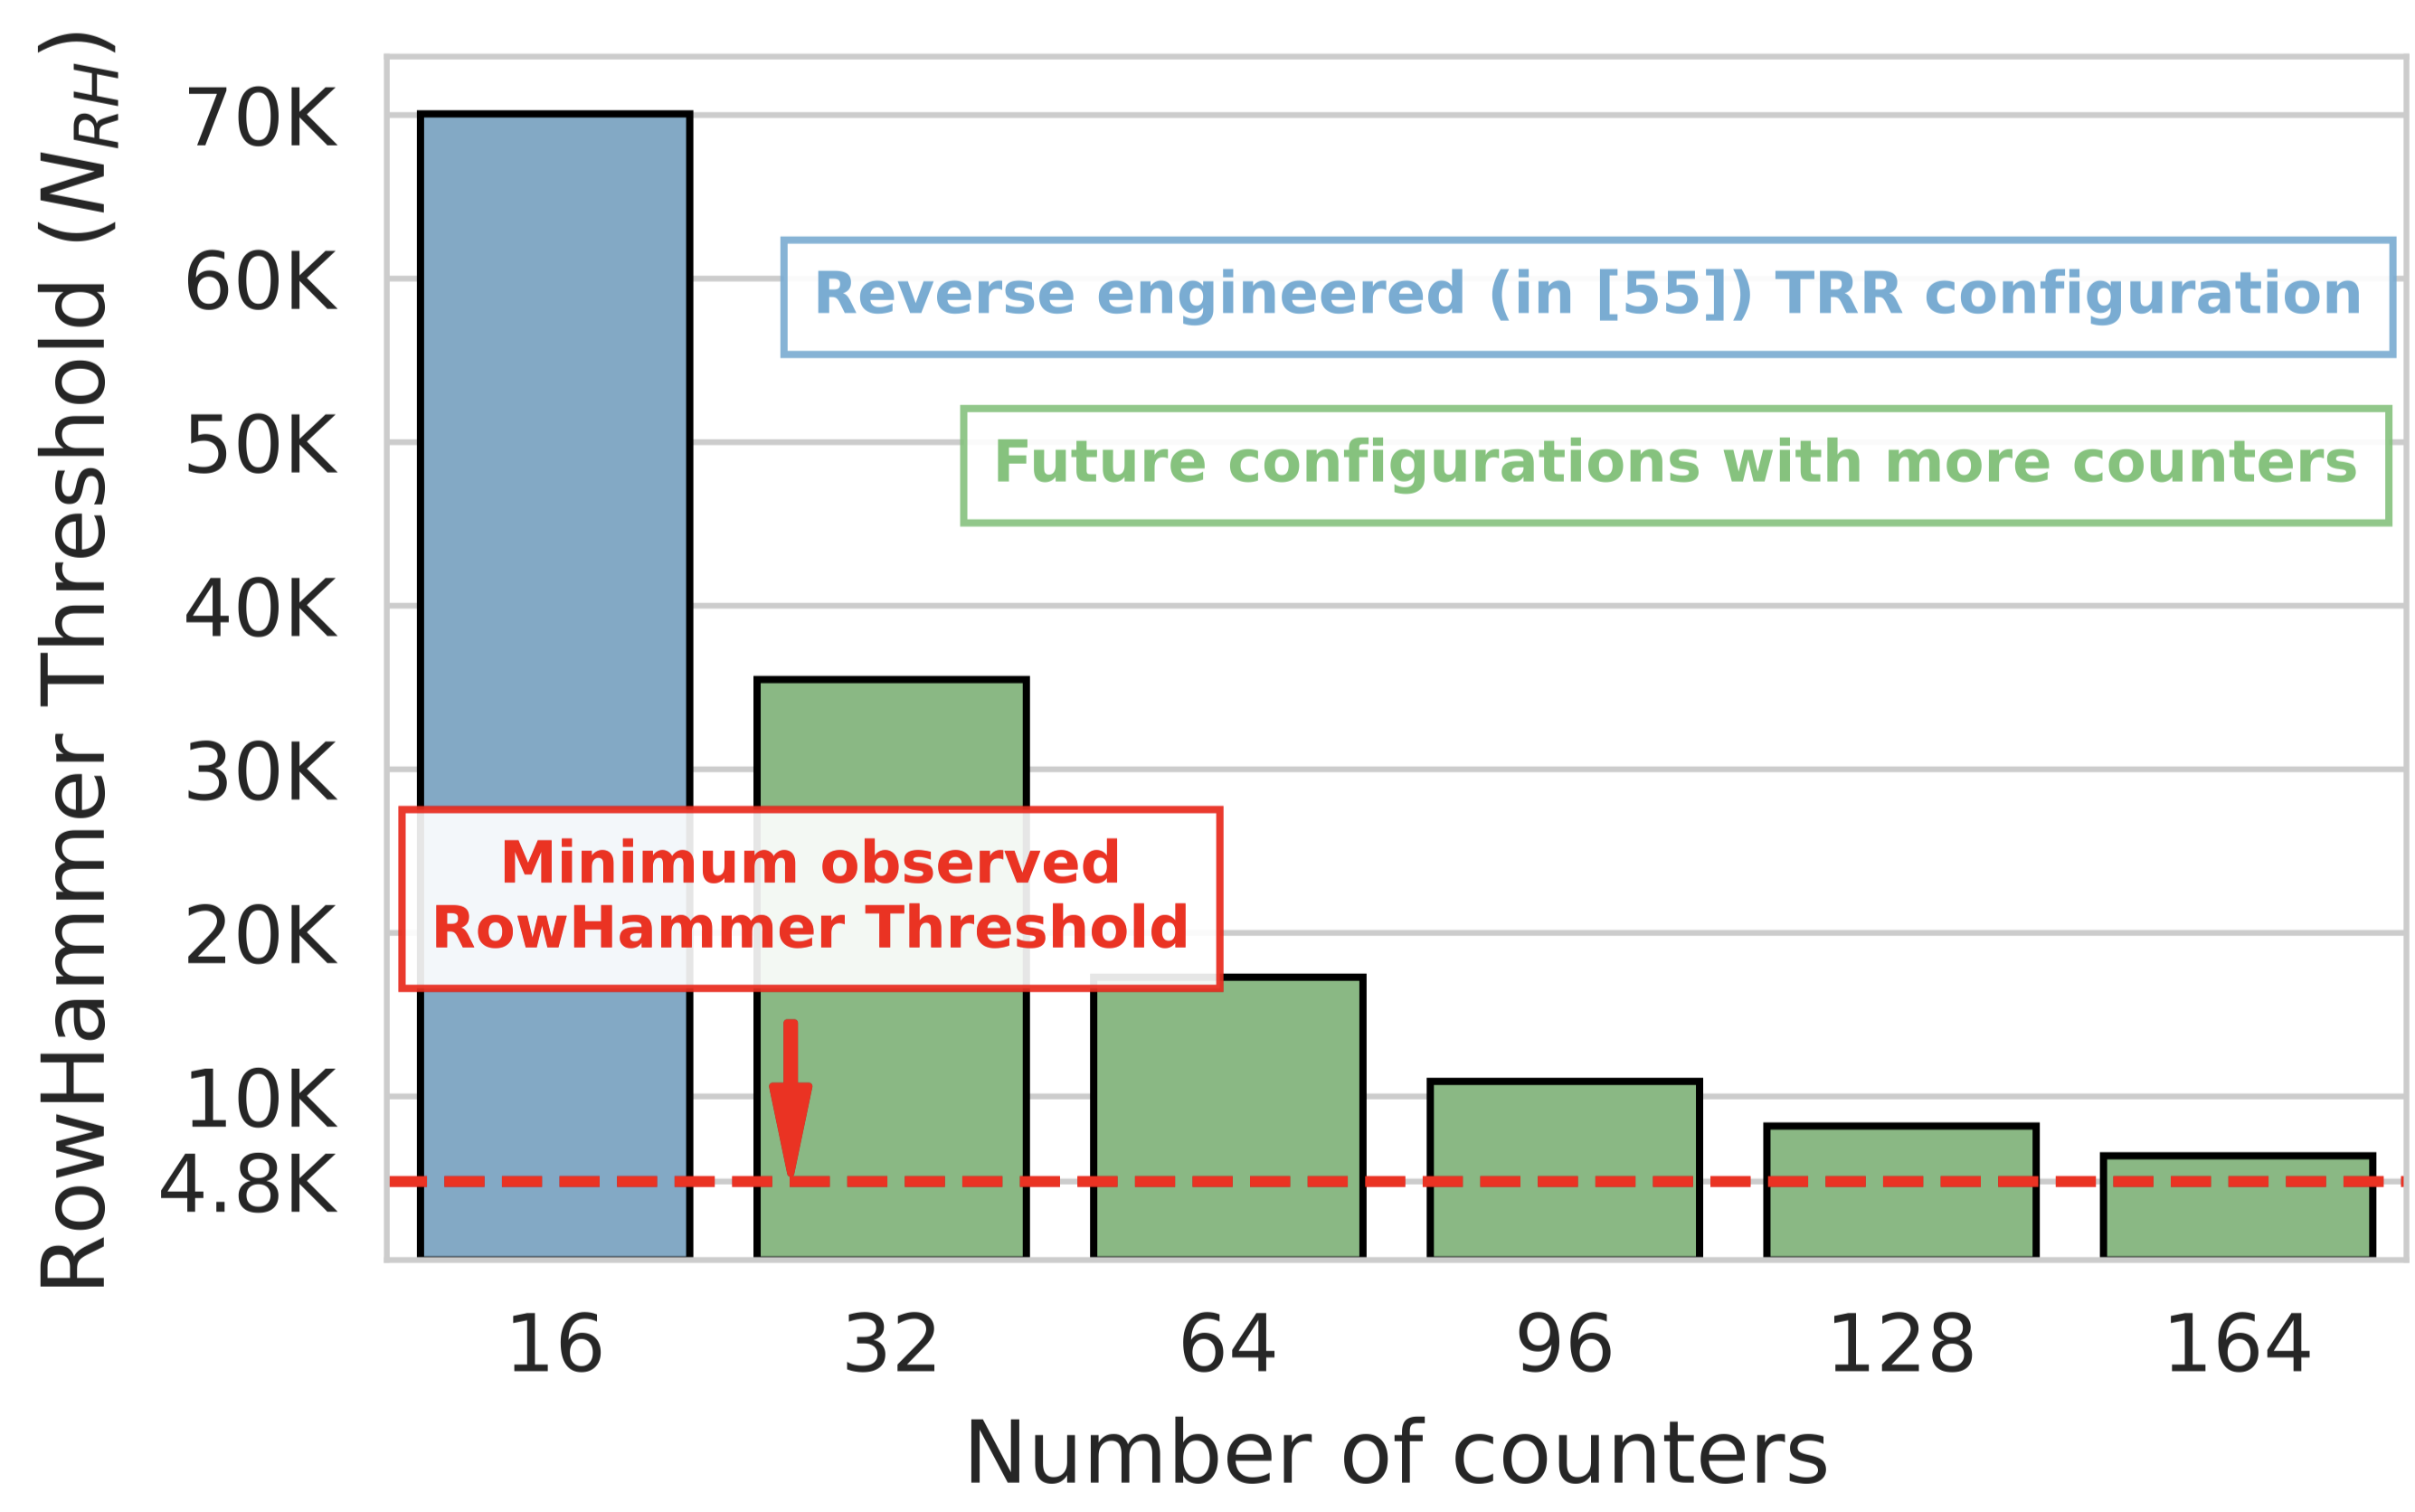 RowHammer Threshold (N_RH)
70K
60K
50K
40K
30K
20K
10K
4.8K
Reverse engineered (in [55]) TRR configuration
Future configurations with more counters
Minimum observed
RowHammer Threshold
16 32 64 96 128 164
Number of counters